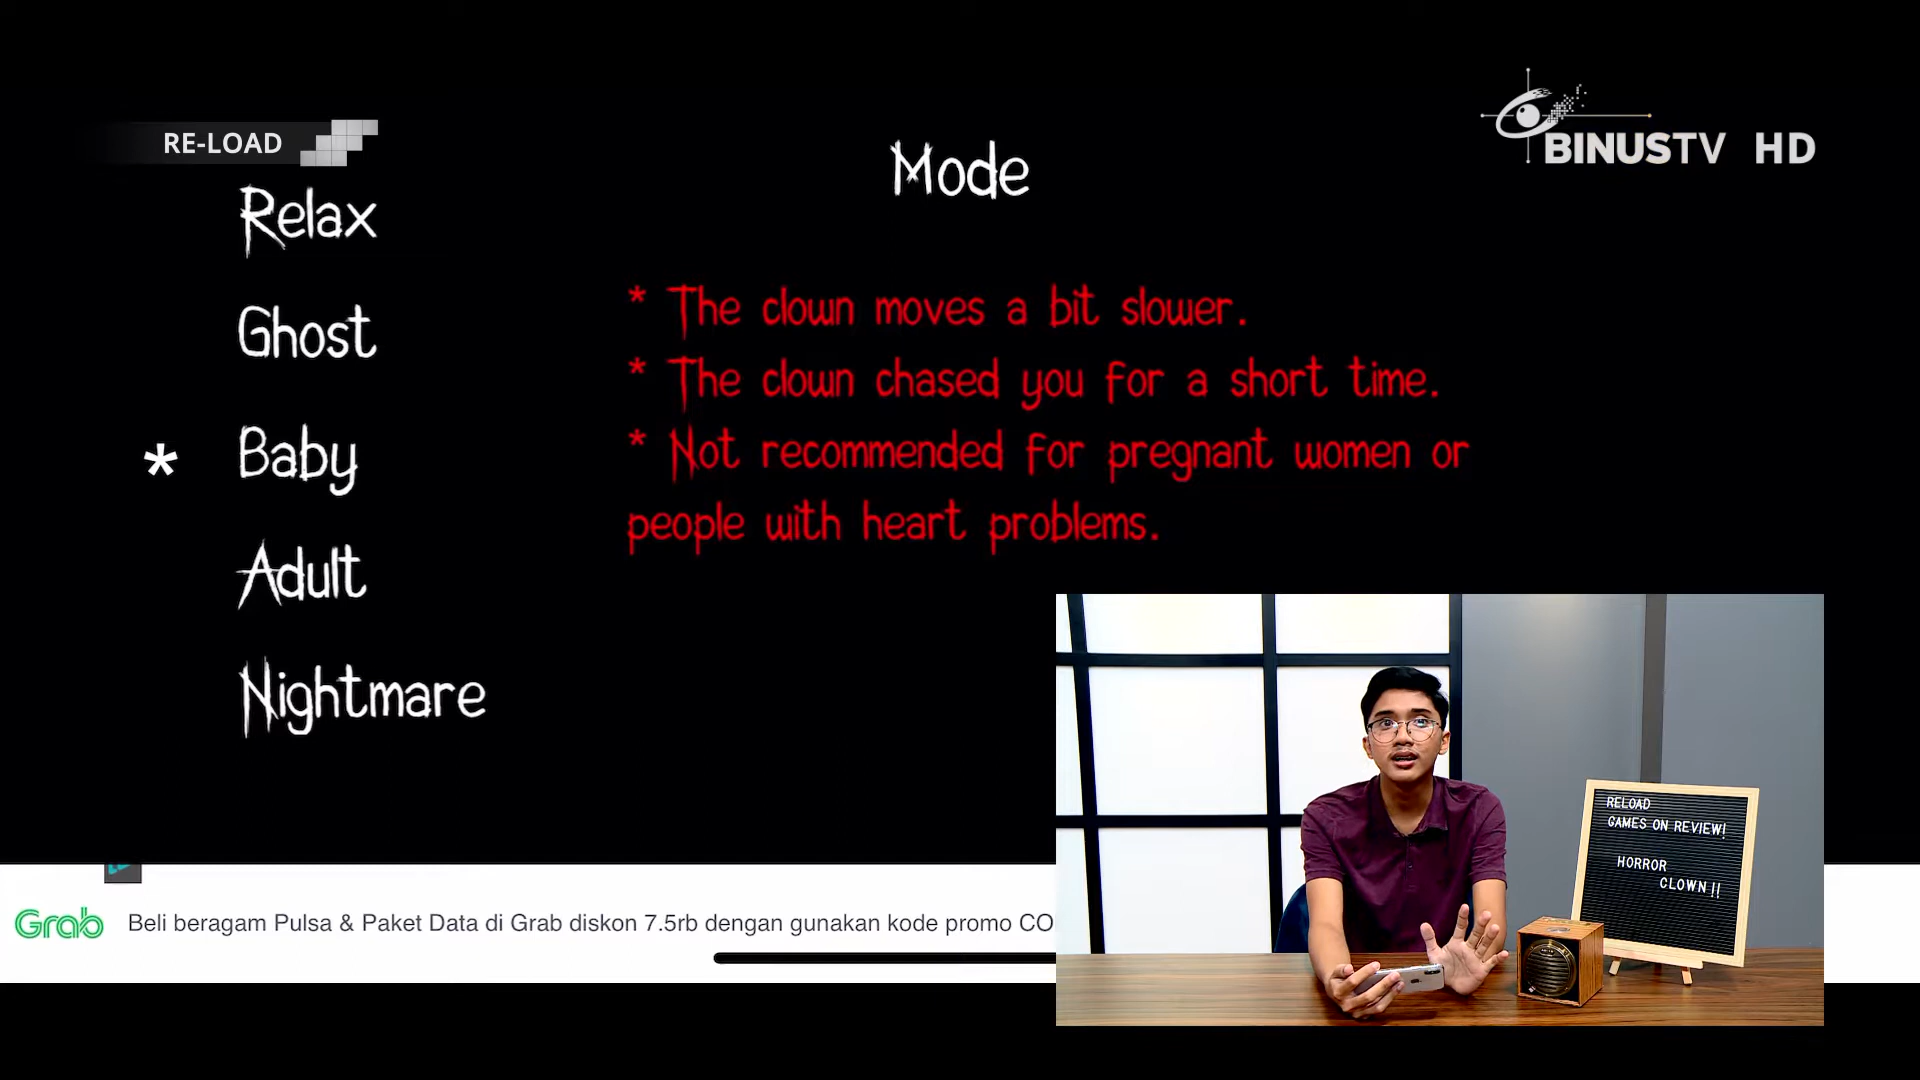 RE-LOAD
BINUSTV HD
Mode
Relax
Ghost
* Baby
Adult
Nightmare
* The clown moves a bit slower.
* The clown chased you for a short time.
* Not recommended for pregnant women or
people with heart problems.
RELOAD
GAMES ON REVIEW!
HORROR
CLOWN!!
Grab
Beli beragam Pulsa & Paket Data di Grab diskon 7.5rb dengan gunakan kode promo CO